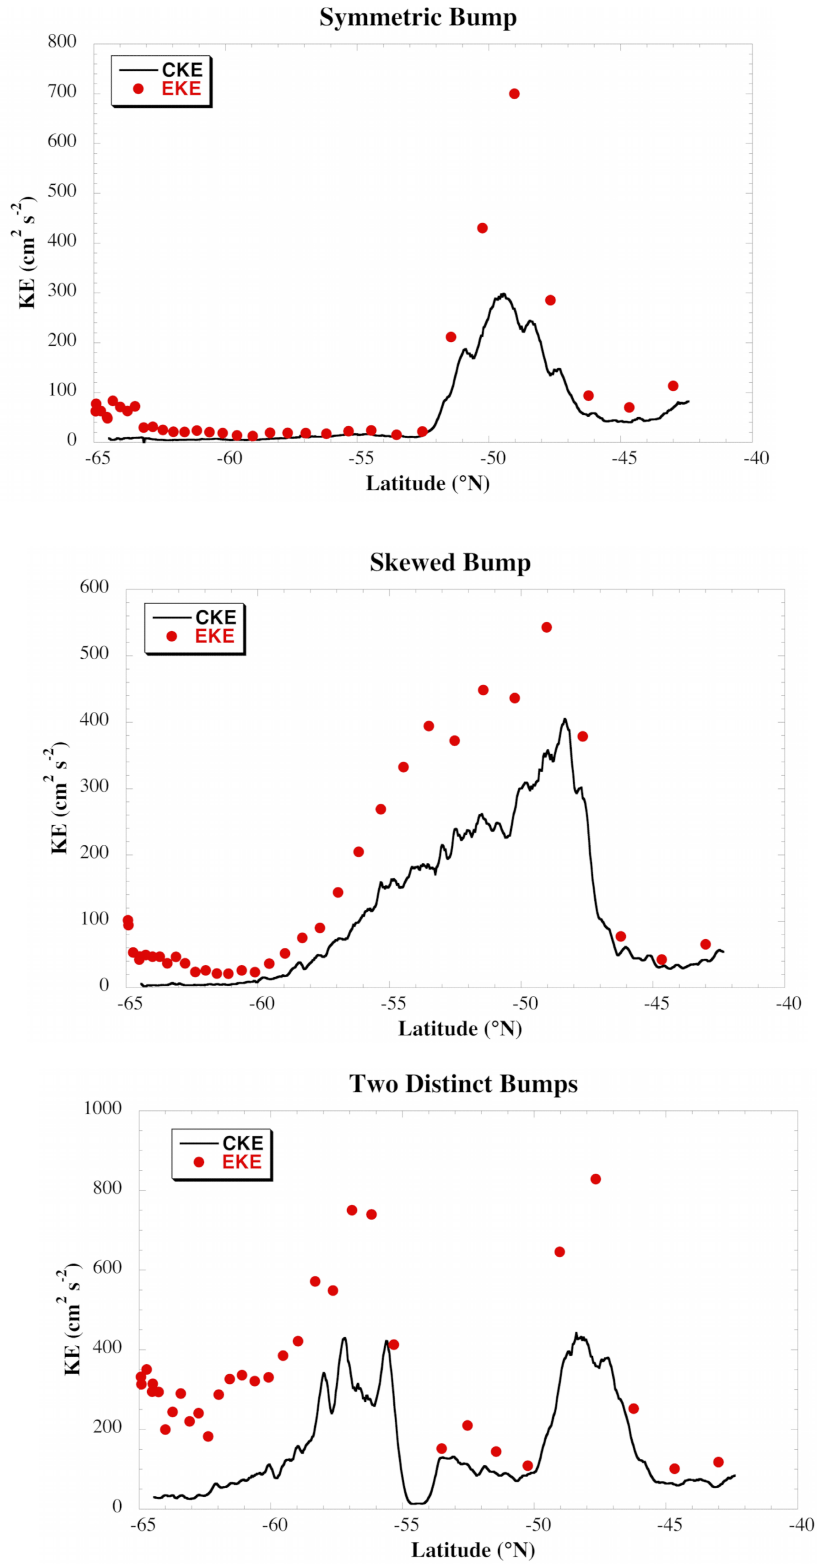 Symmetric Bump
800
700
600
500
400
300
200
100
0
KE (cm² s⁻²)
CKE
EKE
-65 -60 -55 -50 -45 -40
Latitude (°N)
Skewed Bump
600
500
400
300
200
100
0
KE (cm² s⁻²)
CKE
EKE
-65 -60 -55 -50 -45 -40
Latitude (°N)
Two Distinct Bumps
1000
800
600
400
200
0
KE (cm² s⁻²)
CKE
EKE
-65 -60 -55 -50 -45 -40
Latitude (°N)